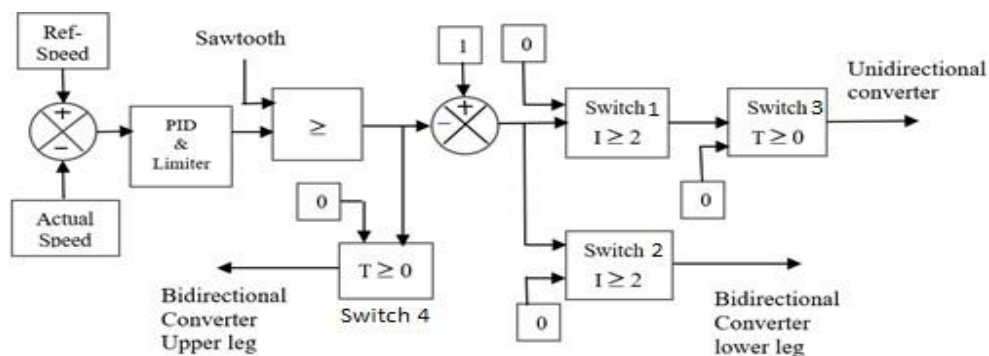 Ref-
Speed
Sawtooth
1
0
Unidirectional
converter
+
−
PID
&
Limiter
≥
−
+
Switch 1
I ≥ 2
Switch 3
T ≥ 0
0
Actual
Speed
0
T ≥ 0
Switch 4
Switch 2
I ≥ 2
0
Bidirectional
Converter
Upper leg
Bidirectional
Converter
lower leg